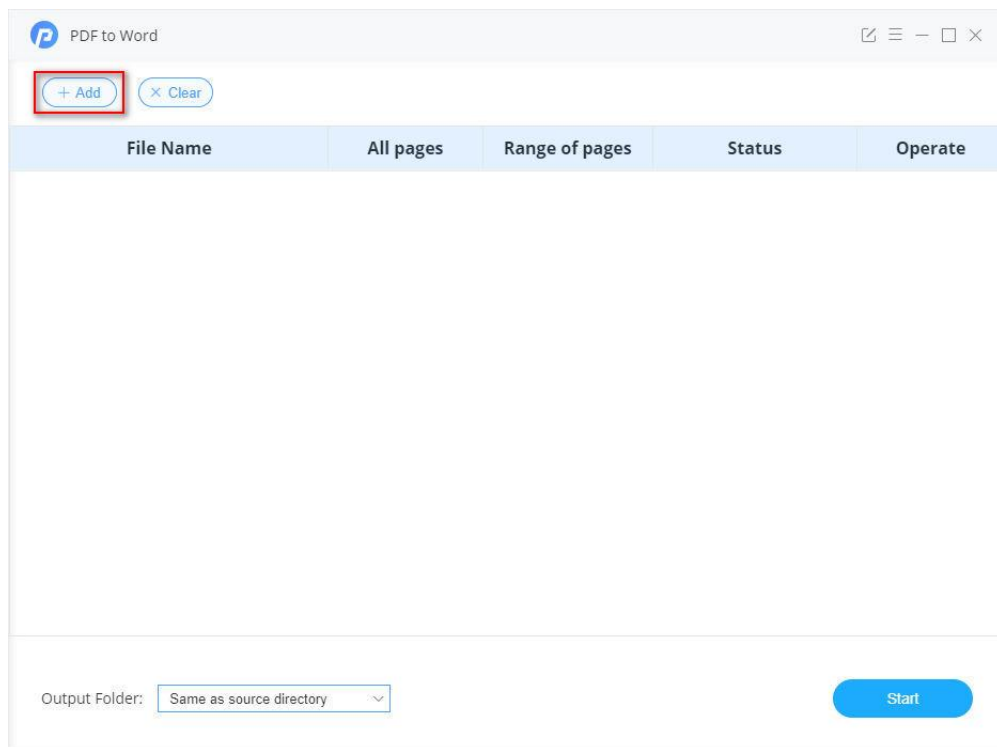 PDF to Word
+ Add × Clear
File Name All pages Range of pages Status Operate
Output Folder: Same as source directory Start